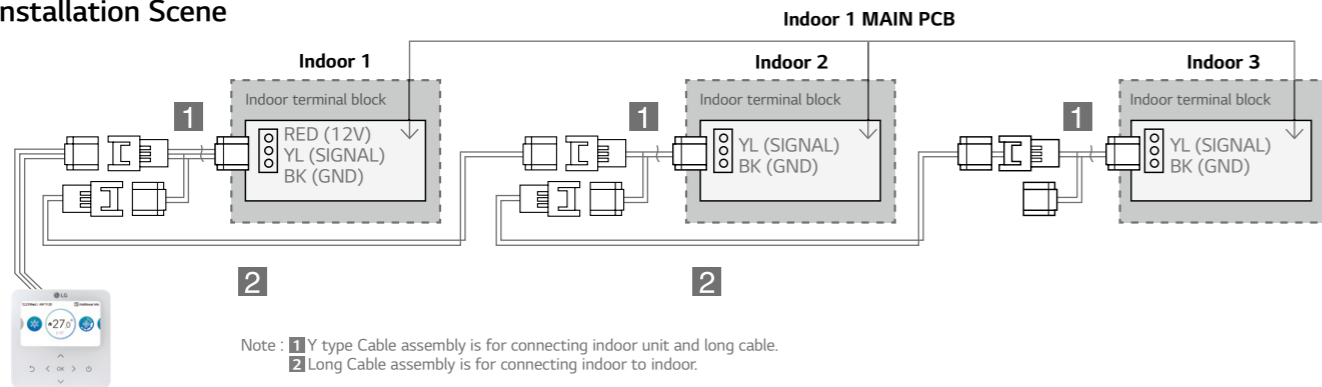 nstallation Scene
Indoor 1 MAIN PCB
Indoor 1
Indoor 2
Indoor 3
Indoor terminal block
Indoor terminal block
Indoor terminal block
1
1
1
RED (12V)
YL (SIGNAL)
BK (GND)
YL (SIGNAL)
BK (GND)
YL (SIGNAL)
BK (GND)
2
2
LG
27.0
OK
Note : 1 Y type Cable assembly is for connecting indoor unit and long cable.
2 Long Cable assembly is for connecting indoor to indoor.